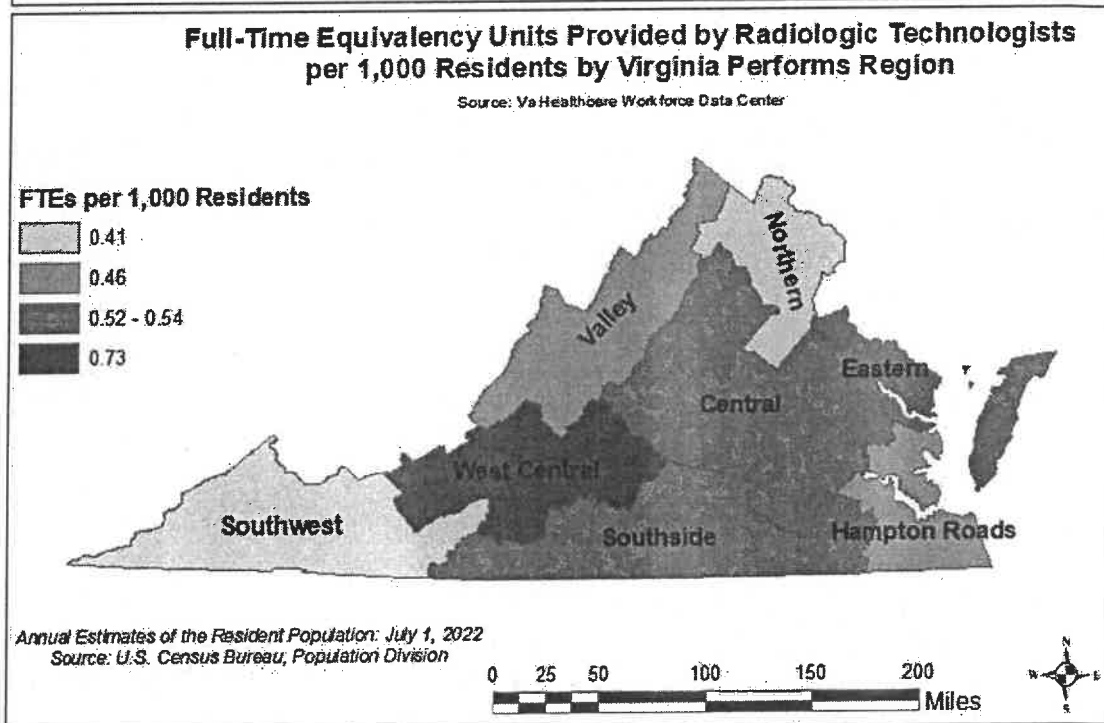 Full-Time Equivalency Units Provided by Radiologic Technologists
per 1,000 Residents by Virginia Performs Region
Source: Va Healthcare Workforce Data Center
FTEs per 1,000 Residents
0.41
0.46
0.52 - 0.54
0.73
Northern
Valley
Eastern
Central
West Central
Southwest
Southside
Hampton Roads
Annual Estimates of the Resident Population: July 1, 2022
Source: U.S. Census Bureau, Population Division
0 25 50 100 150 200
Miles
N
W E
S